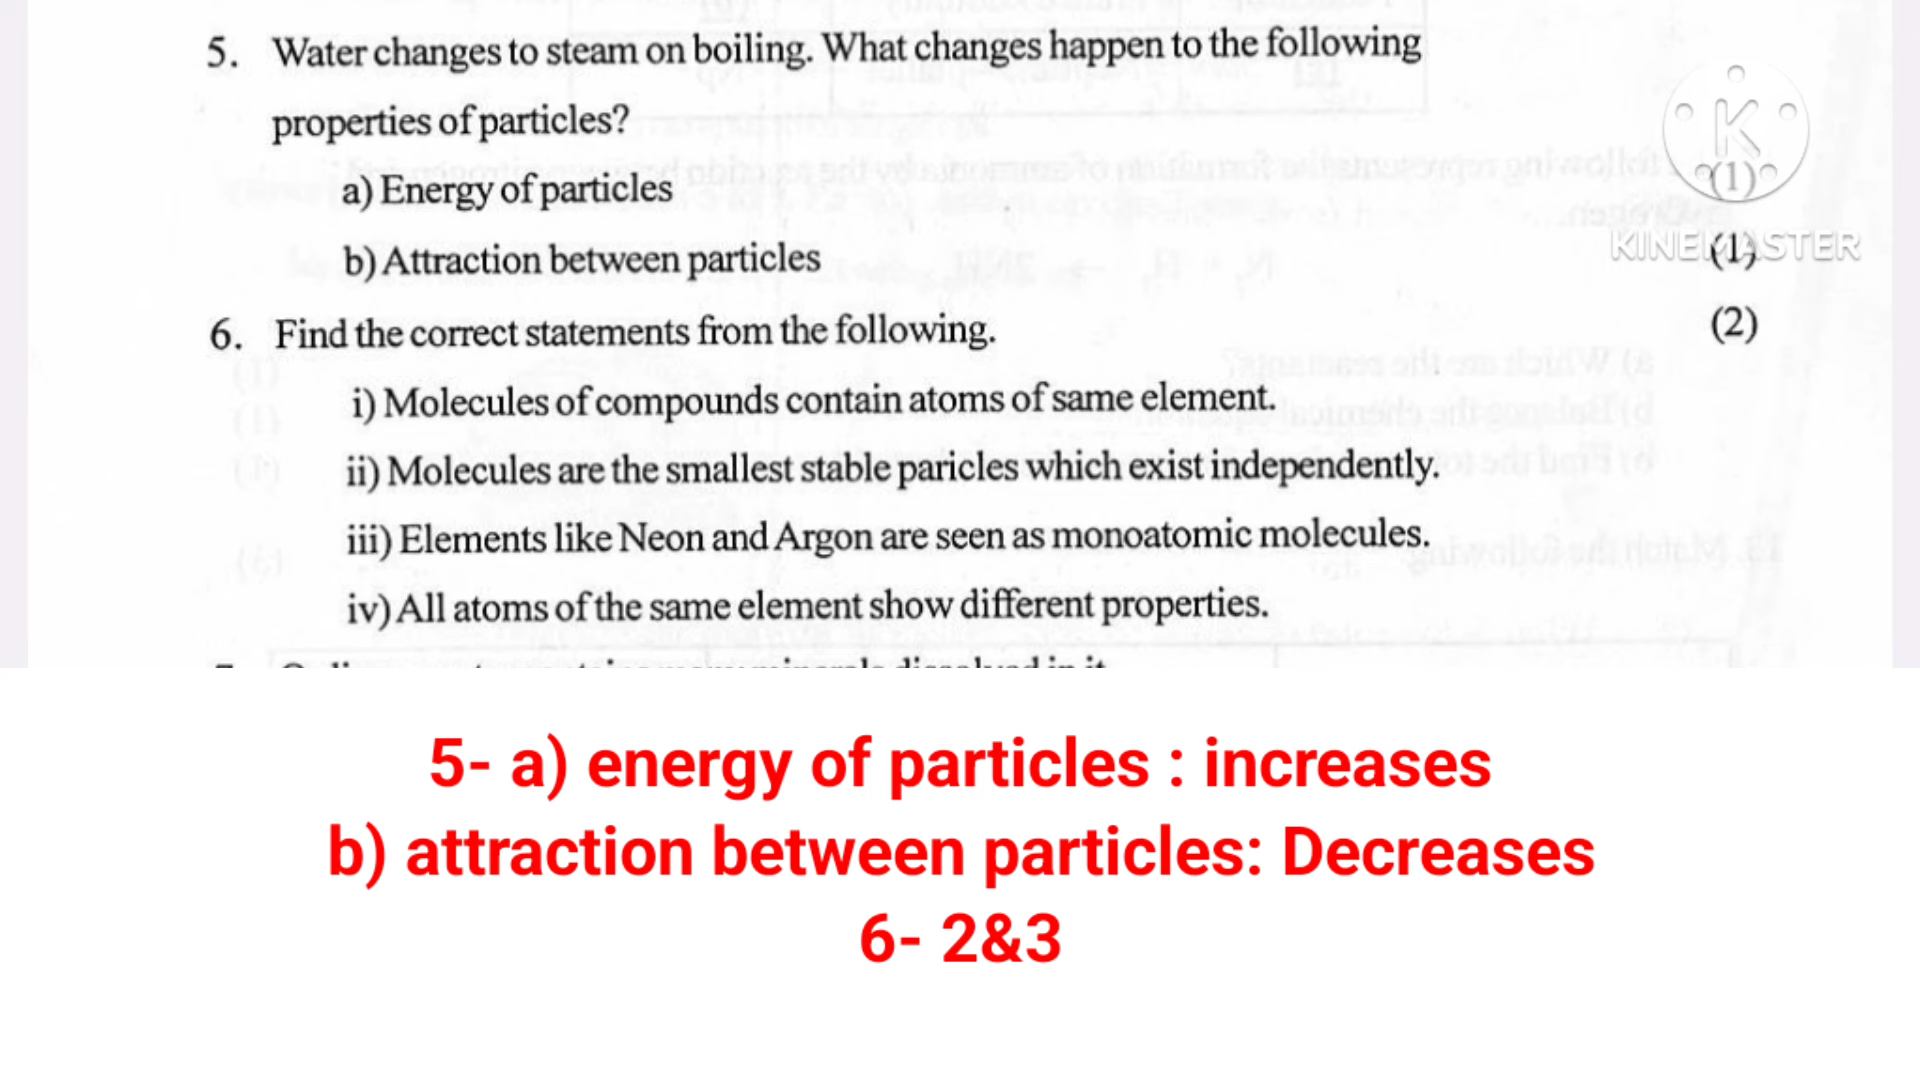 5. Water changes to steam on boiling. What changes happen to the following
properties of particles?
a) Energy of particles (1)
b) Attraction between particles (1)
KINEMASTER
6. Find the correct statements from the following. (2)
i) Molecules of compounds contain atoms of same element.
ii) Molecules are the smallest stable paricles which exist independently.
iii) Elements like Neon and Argon are seen as monoatomic molecules.
iv) All atoms of the same element show different properties.
5- a) energy of particles : increases
b) attraction between particles: Decreases
6- 2&3